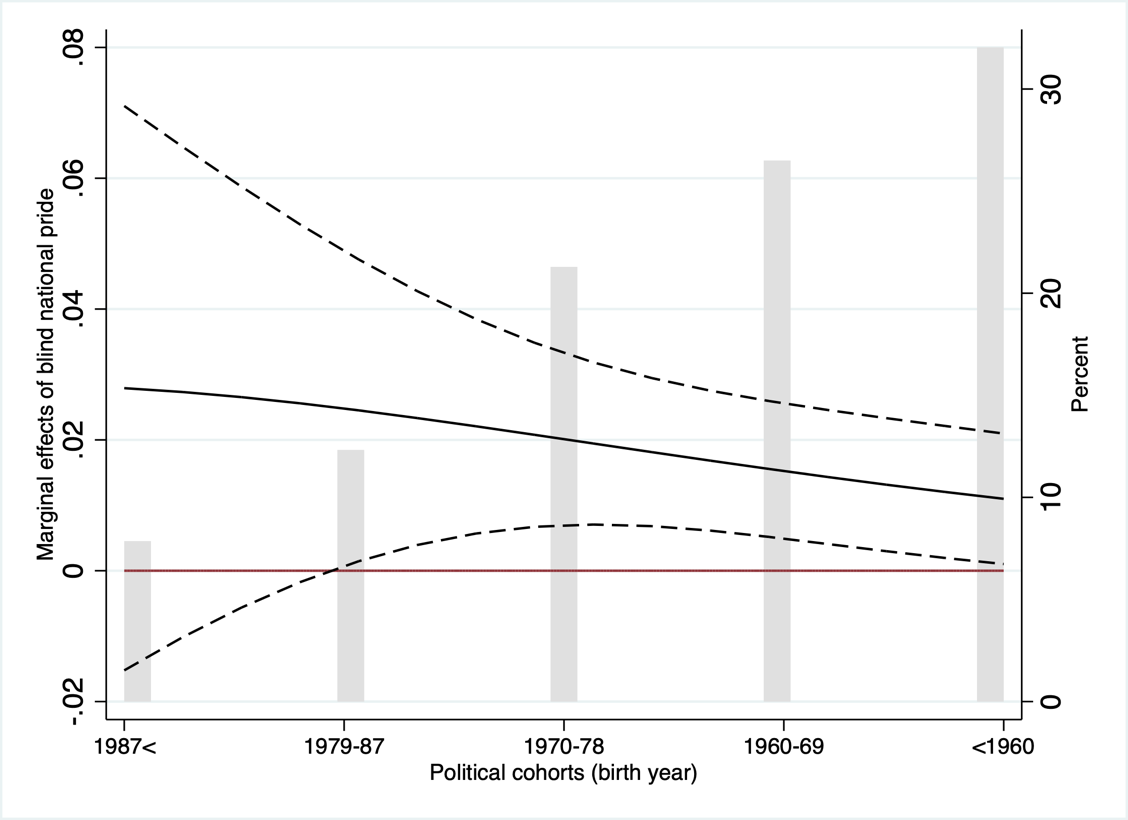 Marginal effects of blind national pride
.08
.06
.04
.02
0
-.02
30
20
10
0
Percent
1987< 1979-87 1970-78 1960-69 <1960
Political cohorts (birth year)